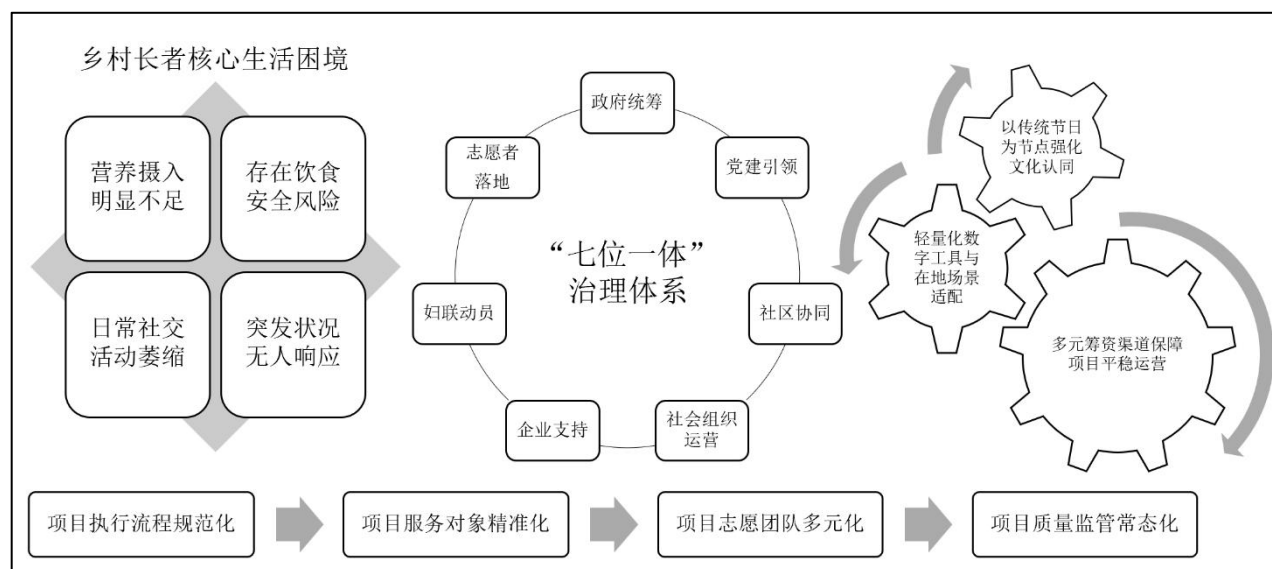 乡村长者核心生活困境
营养摄入
明显不足
存在饮食
安全风险
日常社交
活动萎缩
突发状况
无人响应
“七位一体”
治理体系
政府统筹
党建引领
社区协同
社会组织
运营
企业支持
妇联动员
志愿者
落地
以传统节日
为节点强化
文化认同
轻量化数
字工具与
在地场景
适配
多元筹资渠道保障
项目平稳运营
项目执行流程规范化
项目服务对象精准化
项目志愿团队多元化
项目质量监管常态化